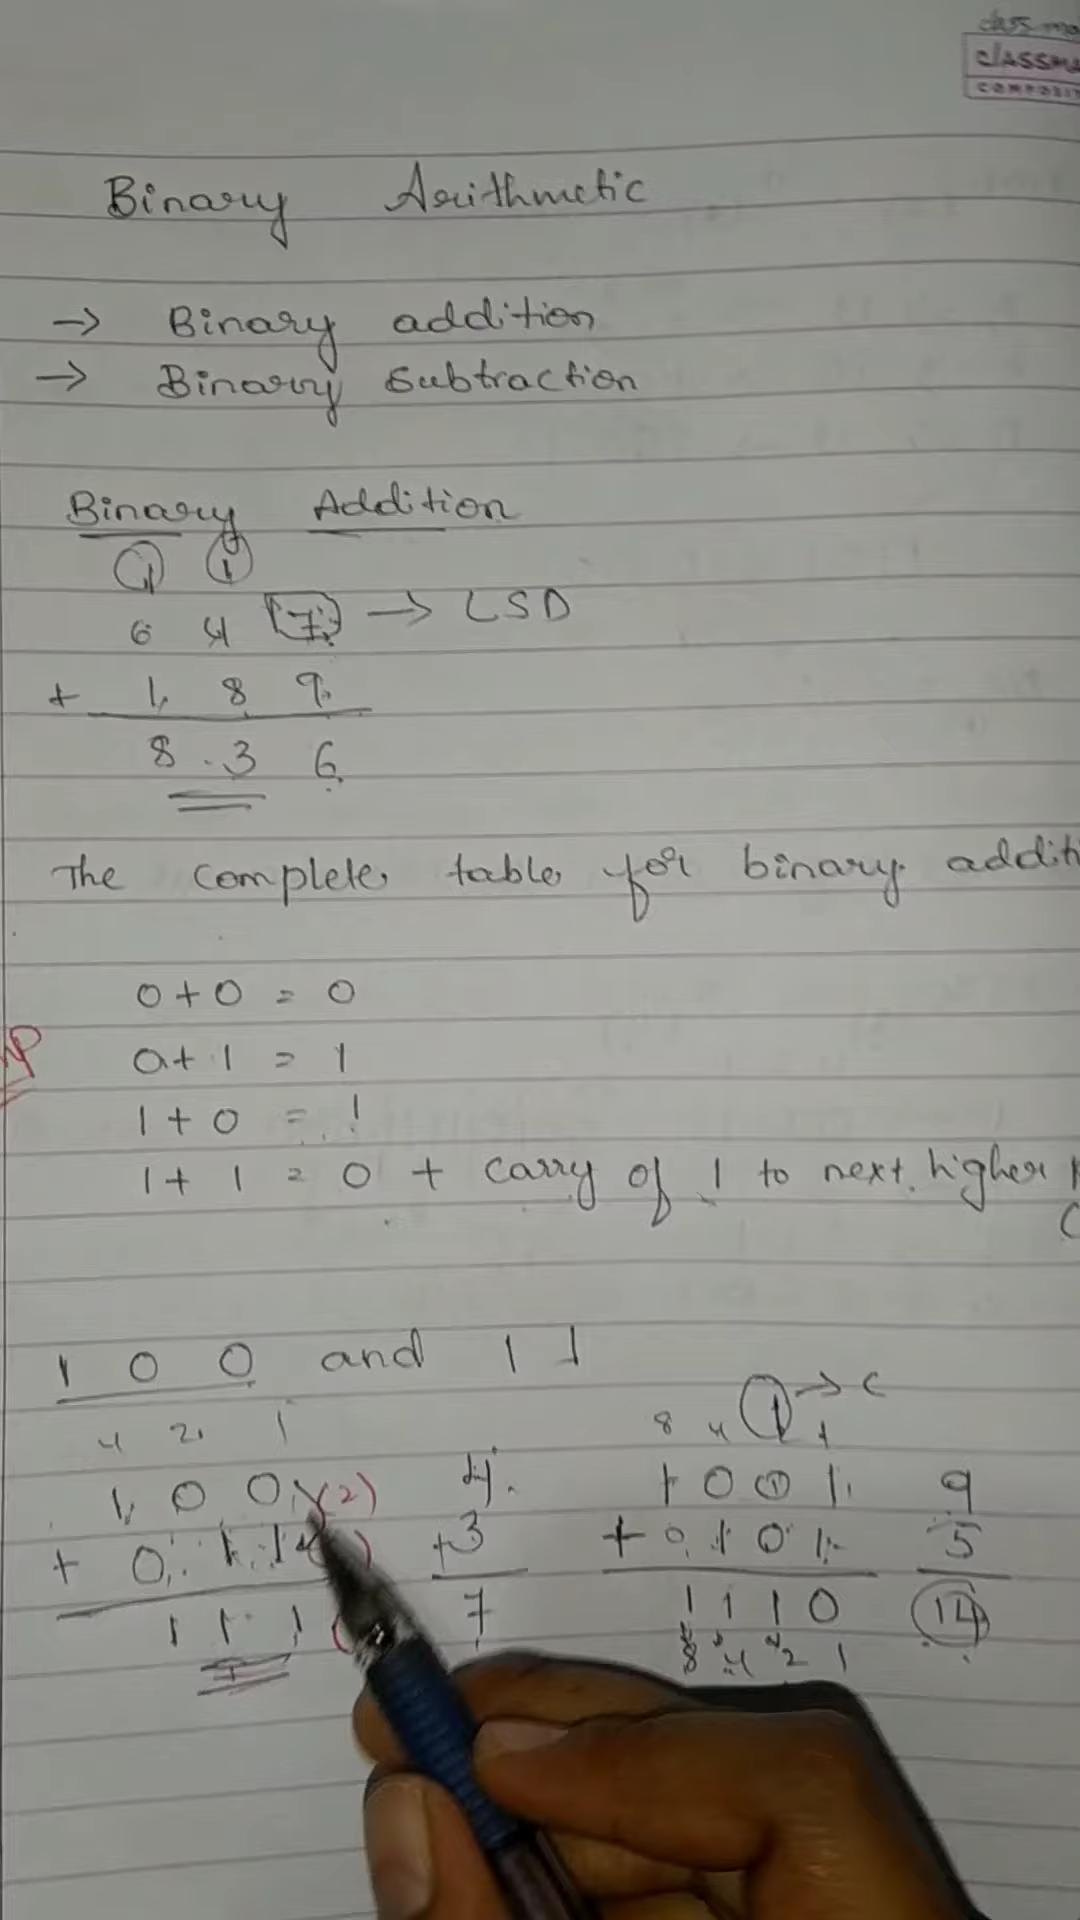 class ma
classma
Binary Arithmetic
→ Binary addition
→ Binary subtraction
Binary Addition
1 1
6 4 7 → LSD
+ 1 8 9
8 3 6
The complete table for binary additi
0 + 0 = 0
0 + 1 = 1
1 + 0 = 1
1 + 1 = 0 + carry of 1 to next higher
1 0 0 and 1 1
4 2 1
1 0 0 (2) 4
+ 0 1 1 +3
1 1 1 7
8 4 1 → C
1 0 0 1 9
+ 0 1 0 1 5
1 1 1 0 14
8 4 2 1